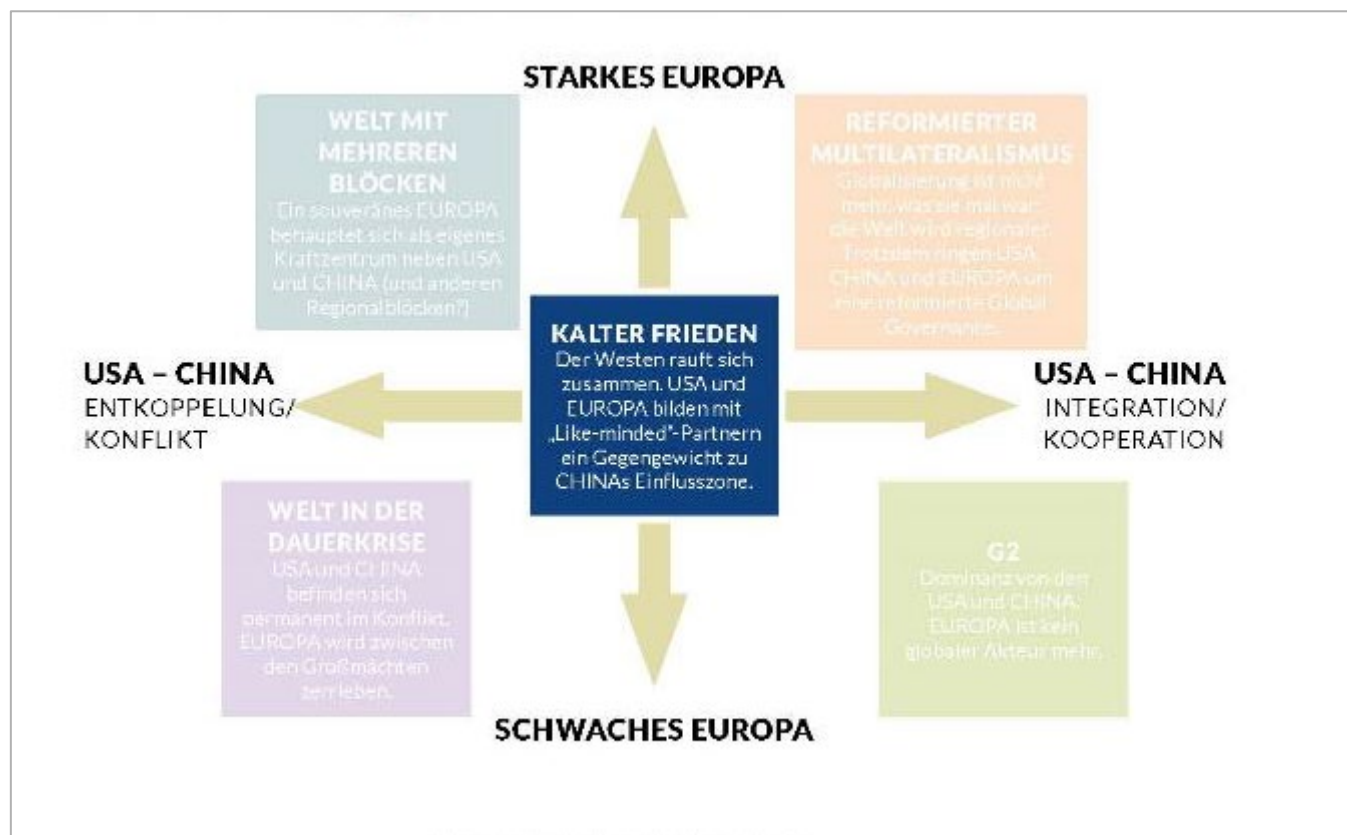 STARKES EUROPA
WELT MIT
MEHREREN
BLÖCKEN
Ein souveränes EUROPA
behauptet sich als eigenes
Kraftzentrum neben USA
und CHINA (und anderen
Regionalblöcken?)
REFORMIERTER
MULTILATERALISMUS
Globalisierung ist nicht
mehr, was sie mal war:
die Welt wird regionaler.
Trotzdem ringen USA,
CHINA und EUROPA um
eine reformierte Global
Governance.
KALTER FRIEDEN
Der Westen rauft sich
zusammen. USA und
EUROPA bilden mit
„Like-minded"-Partnern
ein Gegengewicht zu
CHINAs Einflusszone.
USA – CHINA
ENTKOPPELUNG/
KONFLIKT
USA – CHINA
INTEGRATION/
KOOPERATION
WELT IN DER
DAUERKRISE
USA und CHINA
befinden sich
permanent im Konflikt.
EUROPA wird zwischen
den Großmächten
zerrieben.
G2
Dominanz von den
USA und CHINA.
EUROPA ist kein
globaler Akteur mehr.
SCHWACHES EUROPA